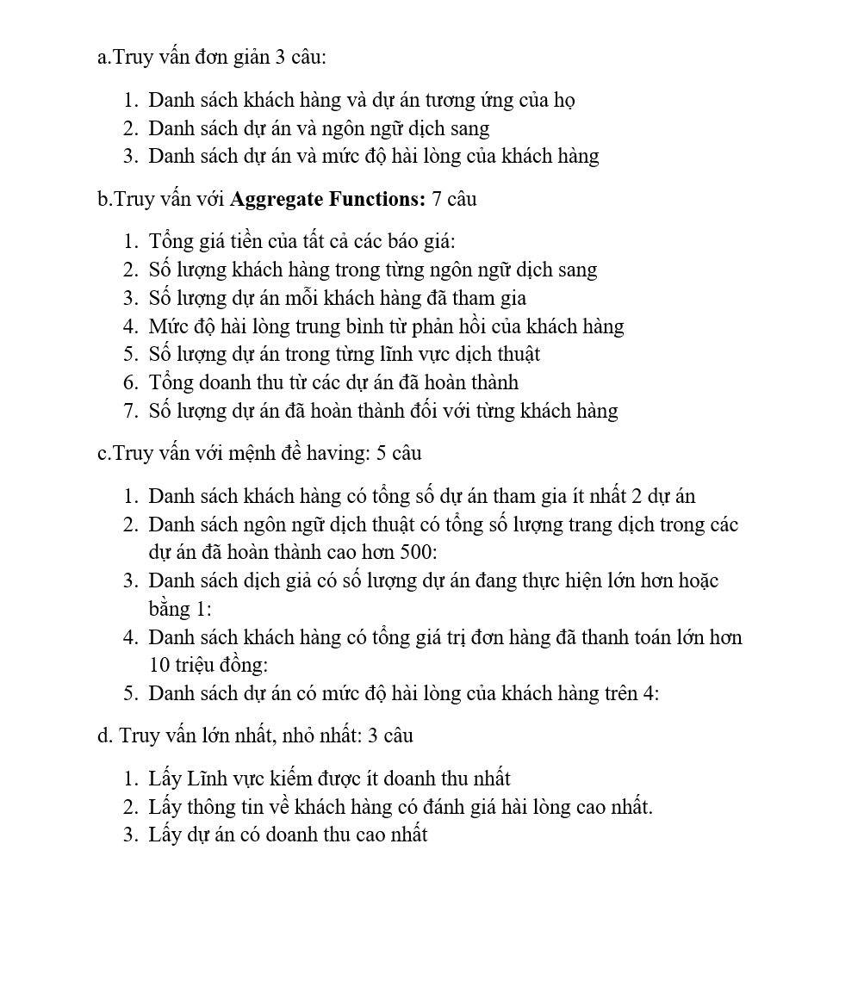 a.Truy vấn đơn giản 3 câu:
1. Danh sách khách hàng và dự án tương ứng của họ
2. Danh sách dự án và ngôn ngữ dịch sang
3. Danh sách dự án và mức độ hài lòng của khách hàng
b.Truy vấn với Aggregate Functions: 7 câu
1. Tổng giá tiền của tất cả các báo giá:
2. Số lượng khách hàng trong từng ngôn ngữ dịch sang
3. Số lượng dự án mỗi khách hàng đã tham gia
4. Mức độ hài lòng trung bình từ phản hồi của khách hàng
5. Số lượng dự án trong từng lĩnh vực dịch thuật
6. Tổng doanh thu từ các dự án đã hoàn thành
7. Số lượng dự án đã hoàn thành đối với từng khách hàng
c.Truy vấn với mệnh đề having: 5 câu
1. Danh sách khách hàng có tổng số dự án tham gia ít nhất 2 dự án
2. Danh sách ngôn ngữ dịch thuật có tổng số lượng trang dịch trong các
dự án đã hoàn thành cao hơn 500:
3. Danh sách dịch giả có số lượng dự án đang thực hiện lớn hơn hoặc
bằng 1:
4. Danh sách khách hàng có tổng giá trị đơn hàng đã thanh toán lớn hơn
10 triệu đồng:
5. Danh sách dự án có mức độ hài lòng của khách hàng trên 4:
d. Truy vấn lớn nhất, nhỏ nhất: 3 câu
1. Lấy Lĩnh vực kiếm được ít doanh thu nhất
2. Lấy thông tin về khách hàng có đánh giá hài lòng cao nhất.
3. Lấy dự án có doanh thu cao nhất